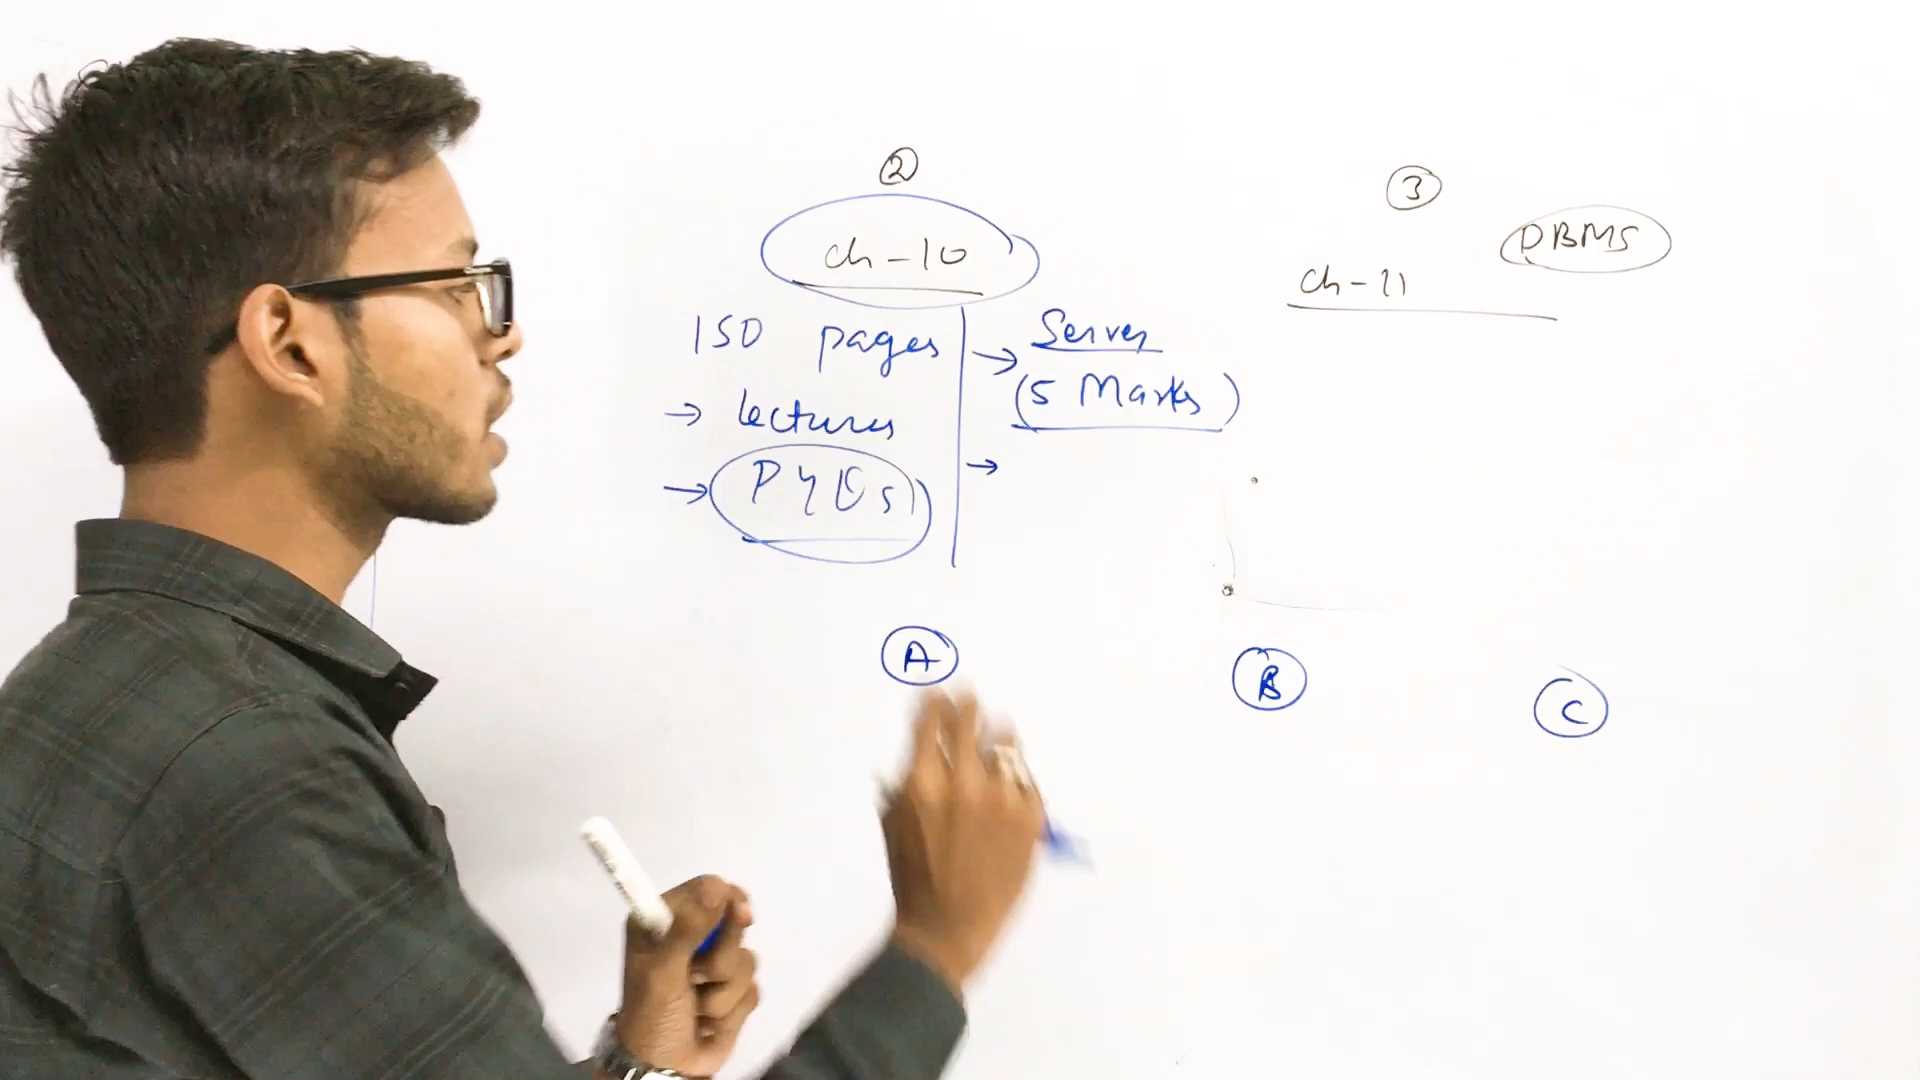 ②
ch-10
150 pages
→ lectures
→ PYQs
→ Server
(5 Marks)
→
③
DBMS
ch-11
A
B
C